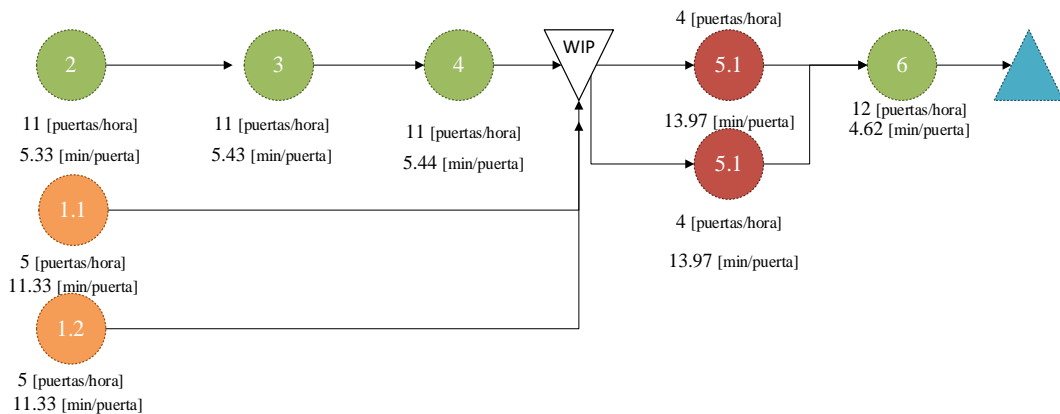 4 [puertas/hora]
2
3
4
WIP
5.1
6
11 [puertas/hora]
5.33 [min/puerta]
11 [puertas/hora]
5.43 [min/puerta]
11 [puertas/hora]
5.44 [min/puerta]
13.97 [min/puerta]
12 [puertas/hora]
4.62 [min/puerta]
5.1
4 [puertas/hora]
13.97 [min/puerta]
1.1
5 [puertas/hora]
11.33 [min/puerta]
1.2
5 [puertas/hora]
11.33 [min/puerta]